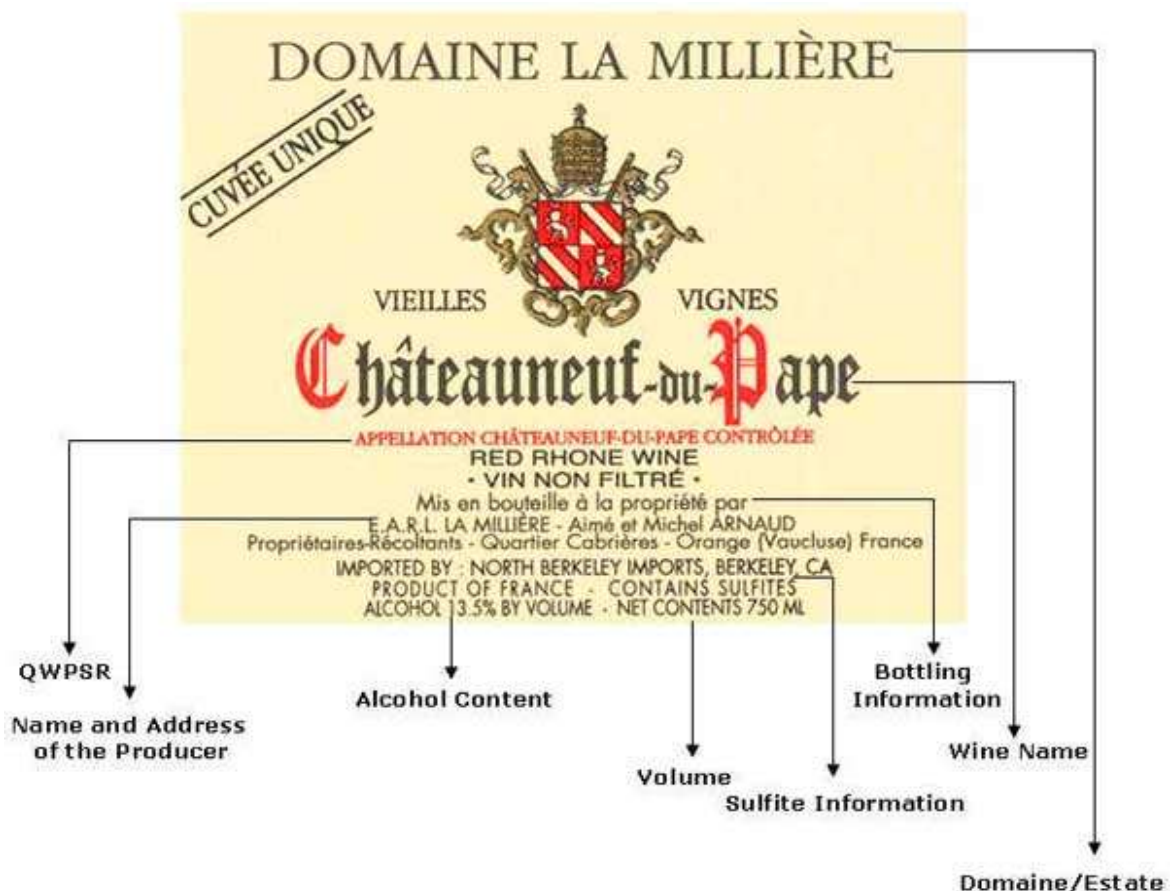 DOMAINE LA MILLIÈRE
CUVÉE UNIQUE
VIEILLES VIGNES
Châteauneuf-du-Pape
APPELLATION CHÂTEAUNEUF-DU-PAPE CONTRÔLÉE
RED RHONE WINE
· VIN NON FILTRÉ ·
Mis en bouteille à la propriété par
E.A.R.L. LA MILLIÈRE - Aimé et Michel ARNAUD
Propriétaires-Récoltants - Quartier Cabrières - Orange (Vaucluse) France
IMPORTED BY : NORTH BERKELEY IMPORTS, BERKELEY, CA
PRODUCT OF FRANCE - CONTAINS SULFITES
ALCOHOL 13.5% BY VOLUME - NET CONTENTS 750 ML
QWPSR
Name and Address
of the Producer
Alcohol Content
Volume
Sulfite Information
Bottling
Information
Wine Name
Domaine/Estate